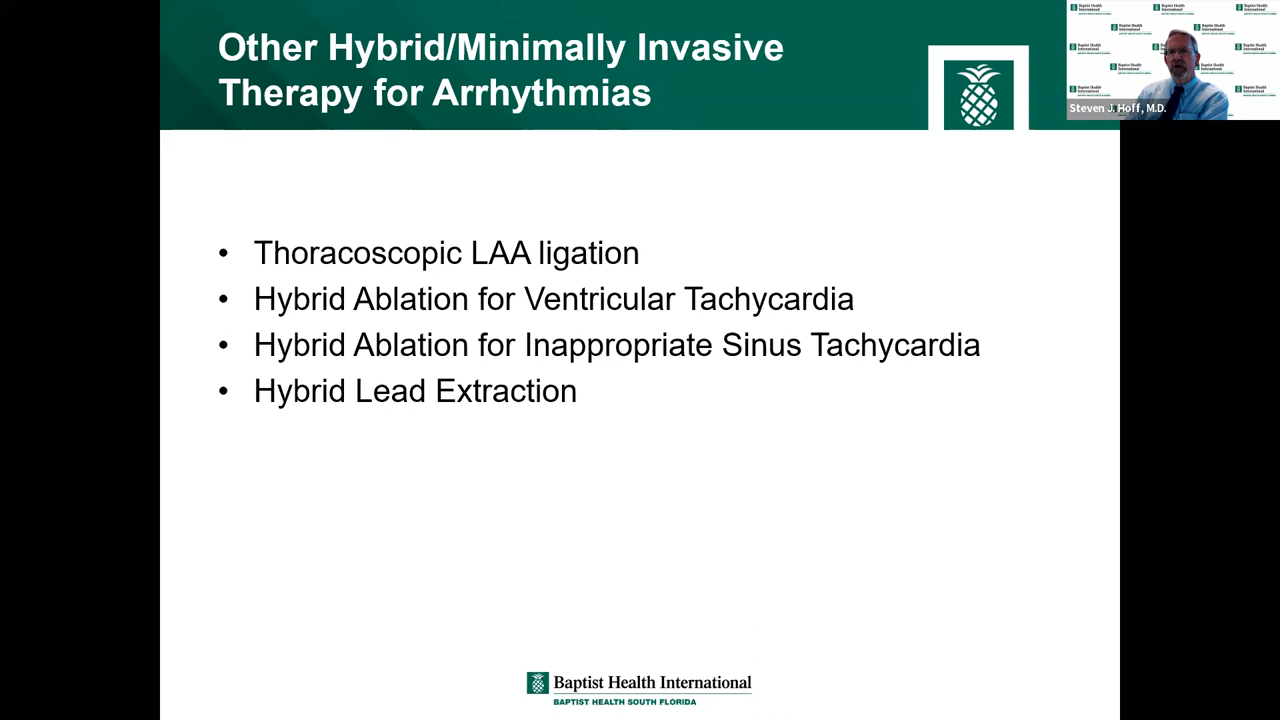 Other Hybrid/Minimally Invasive
Therapy for Arrhythmias
Steven J. Hoff, M.D.
• Thoracoscopic LAA ligation
• Hybrid Ablation for Ventricular Tachycardia
• Hybrid Ablation for Inappropriate Sinus Tachycardia
• Hybrid Lead Extraction
Baptist Health International
BAPTIST HEALTH SOUTH FLORIDA